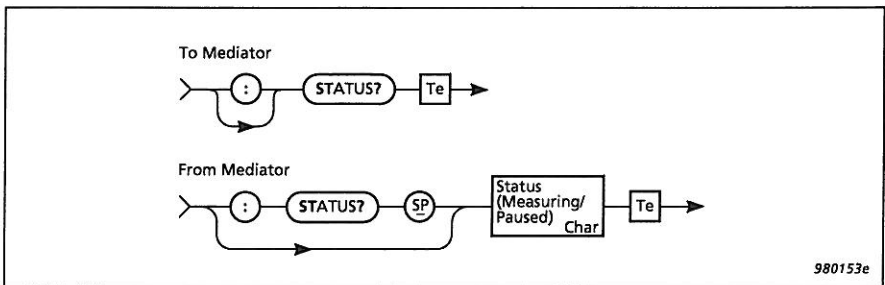 To Mediator
: STATUS? Te
From Mediator
: STATUS? SP Status
(Measuring/
Paused)
Char Te
980153e